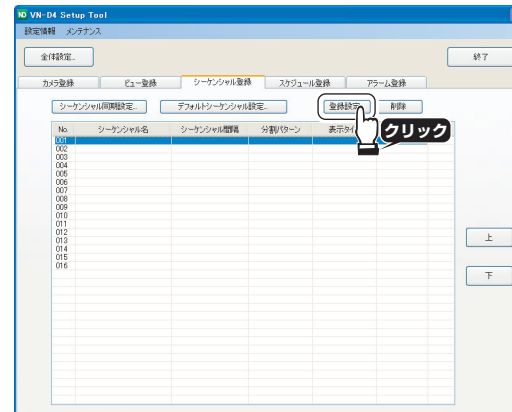 VN-D4 Setup Tool
設定情報 メンテナンス
全体設定... 終了
カメラ登録 ビュー登録 シーケンシャル登録 スケジュール登録 アラーム登録
シーケンシャル同期設定... デフォルトシーケンシャル設定... 登録設定... 削除
No. シーケンシャル名 シーケンシャル間隔 分割パターン 表示タイ
クリック
001
002
003
004
005
006
007
008
009
010
011
012
013
014
015
016
上
下